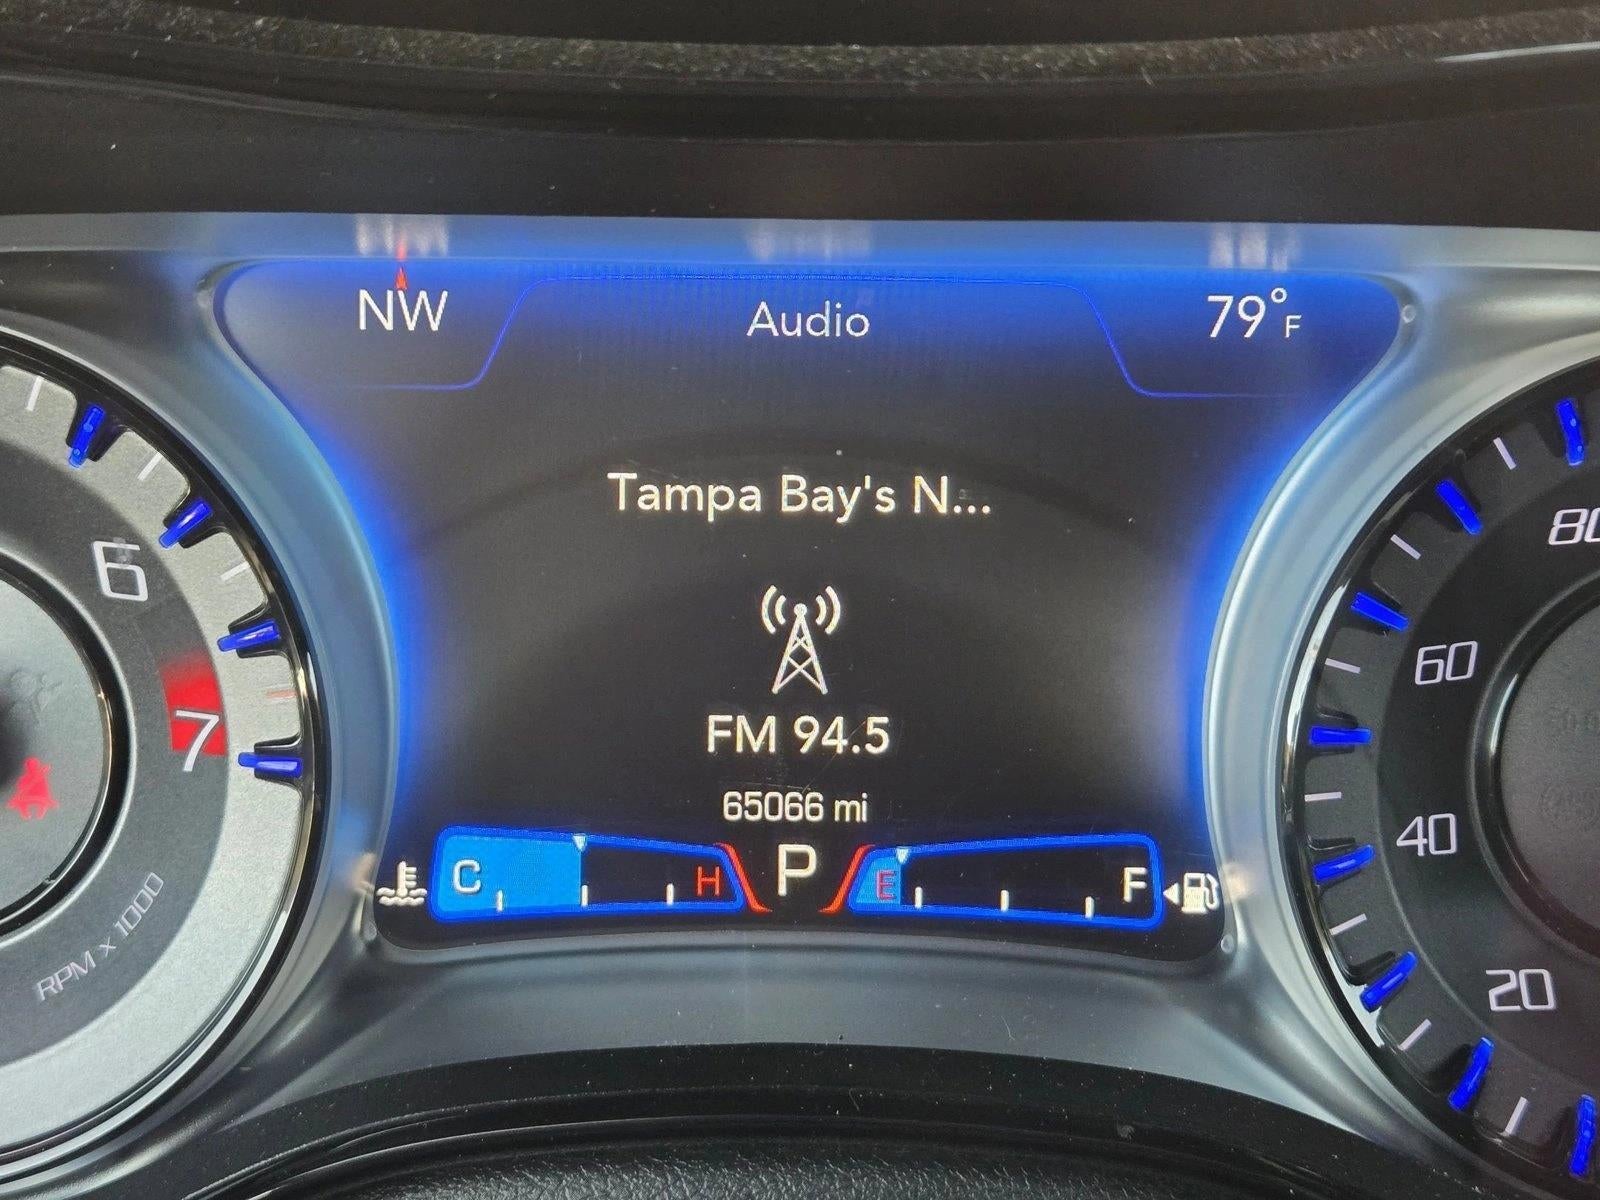 NW
Audio
79°F
Tampa Bay's N...
FM 94.5
65066 mi
C
H
P
E
F
6
7
RPM x 1000
80
60
40
20